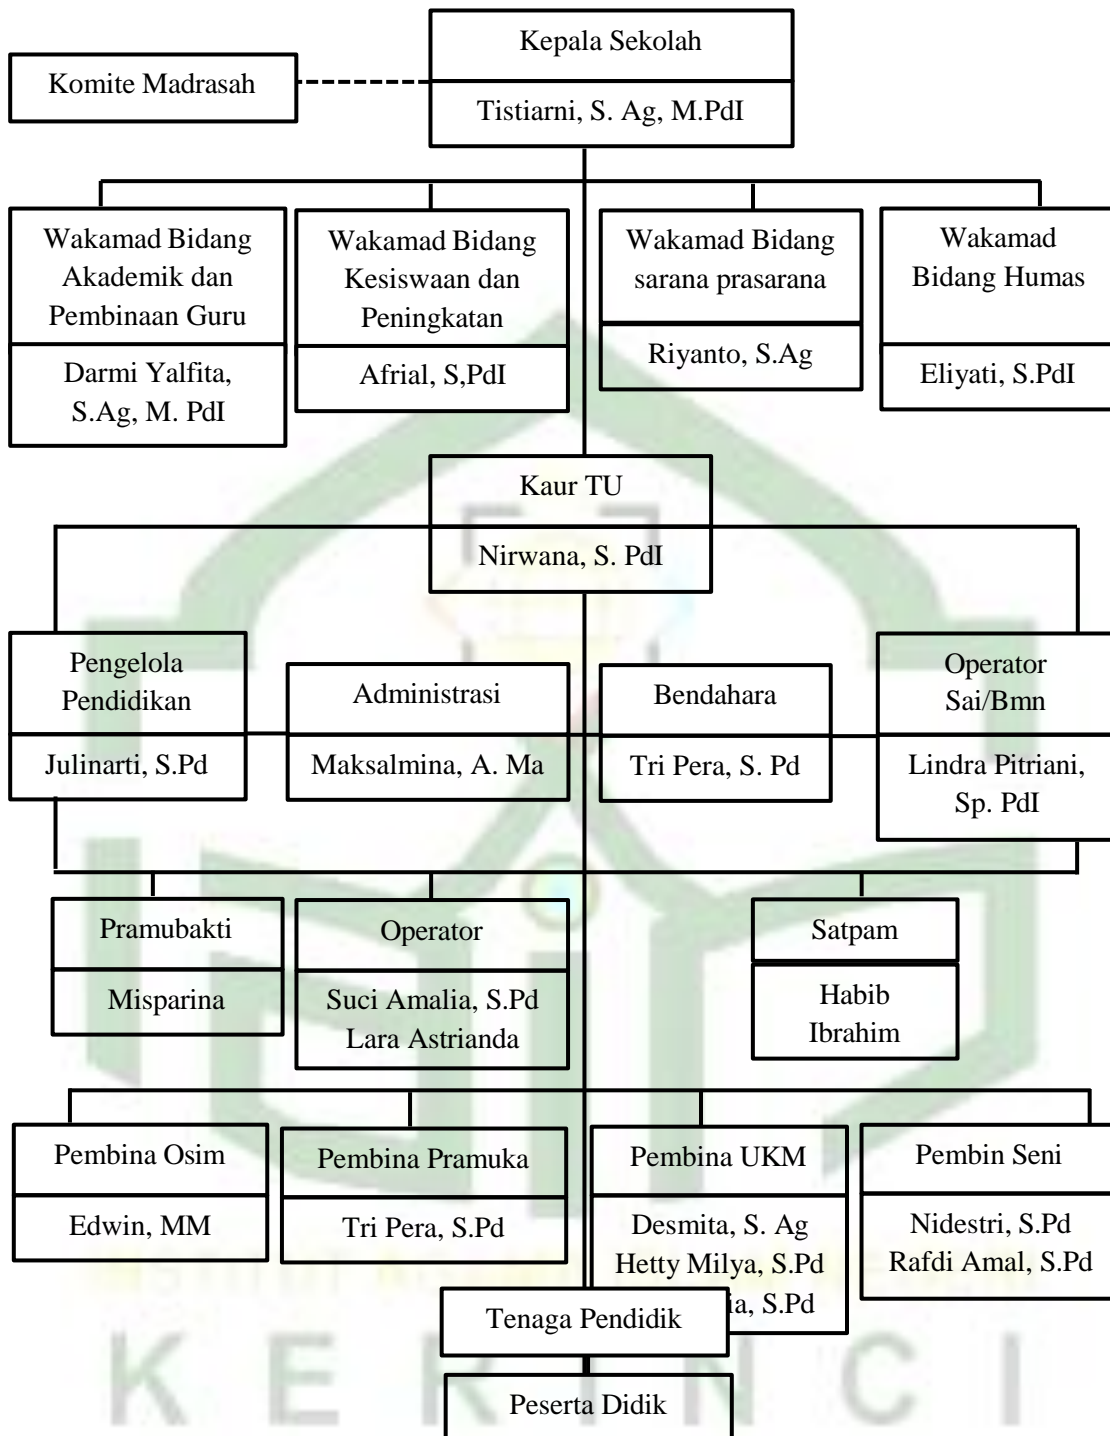 Kepala Sekolah
Komite Madrasah
Tistiarni, S. Ag, M.PdI
Wakamad Bidang
Akademik dan
Pembinaan Guru
Darmi Yalfita,
S.Ag, M. PdI
Wakamad Bidang
Kesiswaan dan
Peningkatan
Afrial, S,PdI
Wakamad Bidang
sarana prasarana
Riyanto, S.Ag
Wakamad
Bidang Humas
Eliyati, S.PdI
Kaur TU
Nirwana, S. PdI
Pengelola
Pendidikan
Julinarti, S.Pd
Administrasi
Maksalmina, A. Ma
Bendahara
Tri Pera, S. Pd
Operator
Sai/Bmn
Lindra Pitriani,
Sp. PdI
Pramubakti
Misparina
Operator
Suci Amalia, S.Pd
Lara Astrianda
Satpam
Habib
Ibrahim
Pembina Osim
Edwin, MM
Pembina Pramuka
Tri Pera, S.Pd
Pembina UKM
Desmita, S. Ag
Hetty Milya, S.Pd
S.Pd
Pembin Seni
Nidestri, S.Pd
Rafdi Amal, S.Pd
Tenaga Pendidik
Peserta Didik
KERINCI